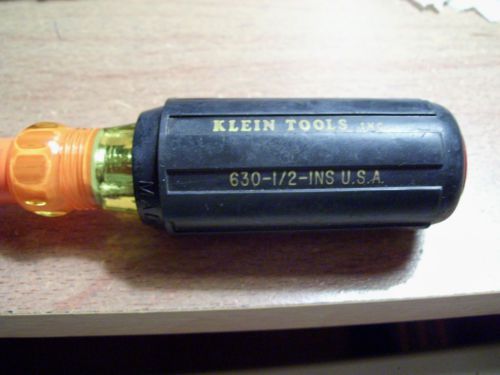 KLEIN TOOLS, INC.
630-1/2-INS U.S.A.